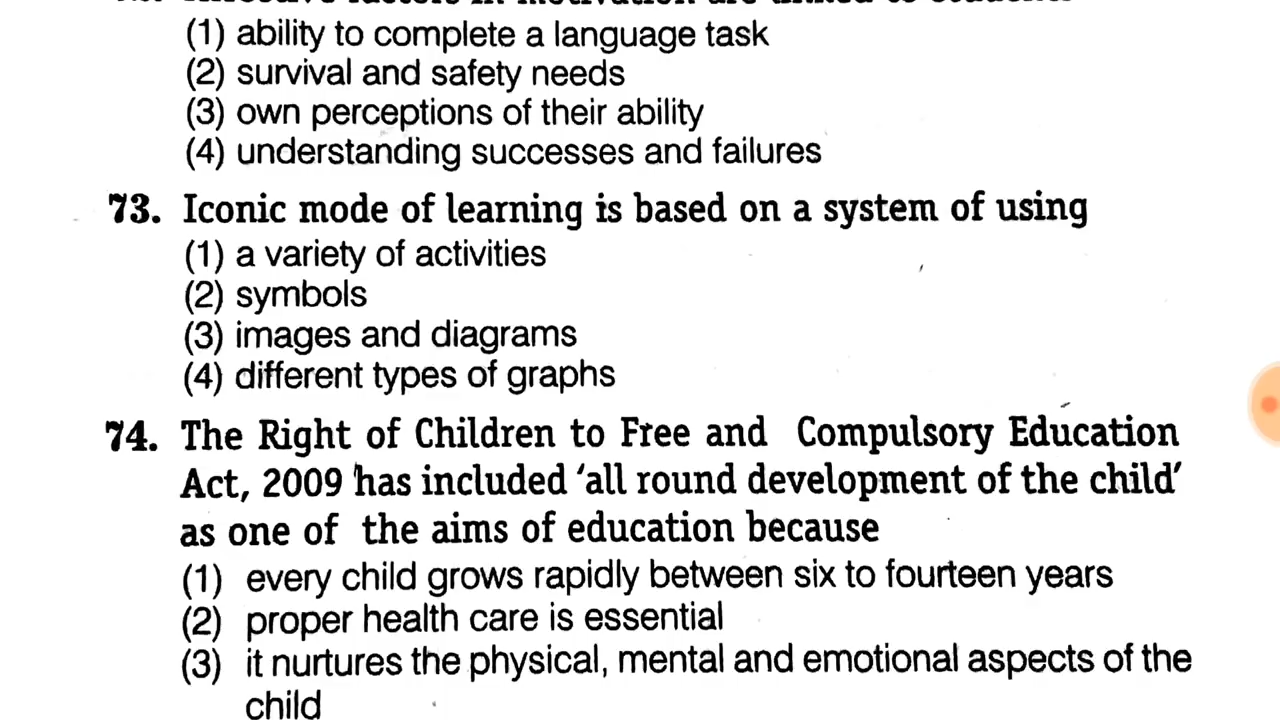 (1) ability to complete a language task
(2) survival and safety needs
(3) own perceptions of their ability
(4) understanding successes and failures
73. Iconic mode of learning is based on a system of using
(1) a variety of activities
(2) symbols
(3) images and diagrams
(4) different types of graphs
74. The Right of Children to Free and Compulsory Education
Act, 2009 has included ‘all round development of the child’
as one of the aims of education because
(1) every child grows rapidly between six to fourteen years
(2) proper health care is essential
(3) it nurtures the physical, mental and emotional aspects of the
child